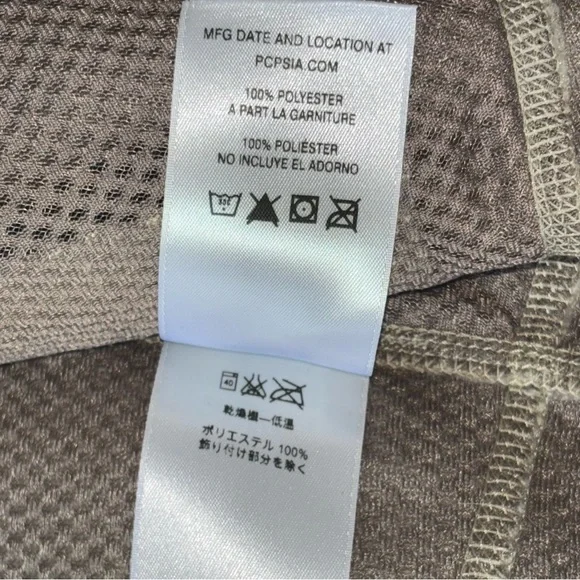 MFG DATE AND LOCATION AT
PCPSIA.COM
100% POLYESTER
A PART LA GARNITURE
100% POLIÉSTER
NO INCLUYE EL ADORNO
40
乾燥機—低温
ポリエステル 100%
飾り付け部分を除く